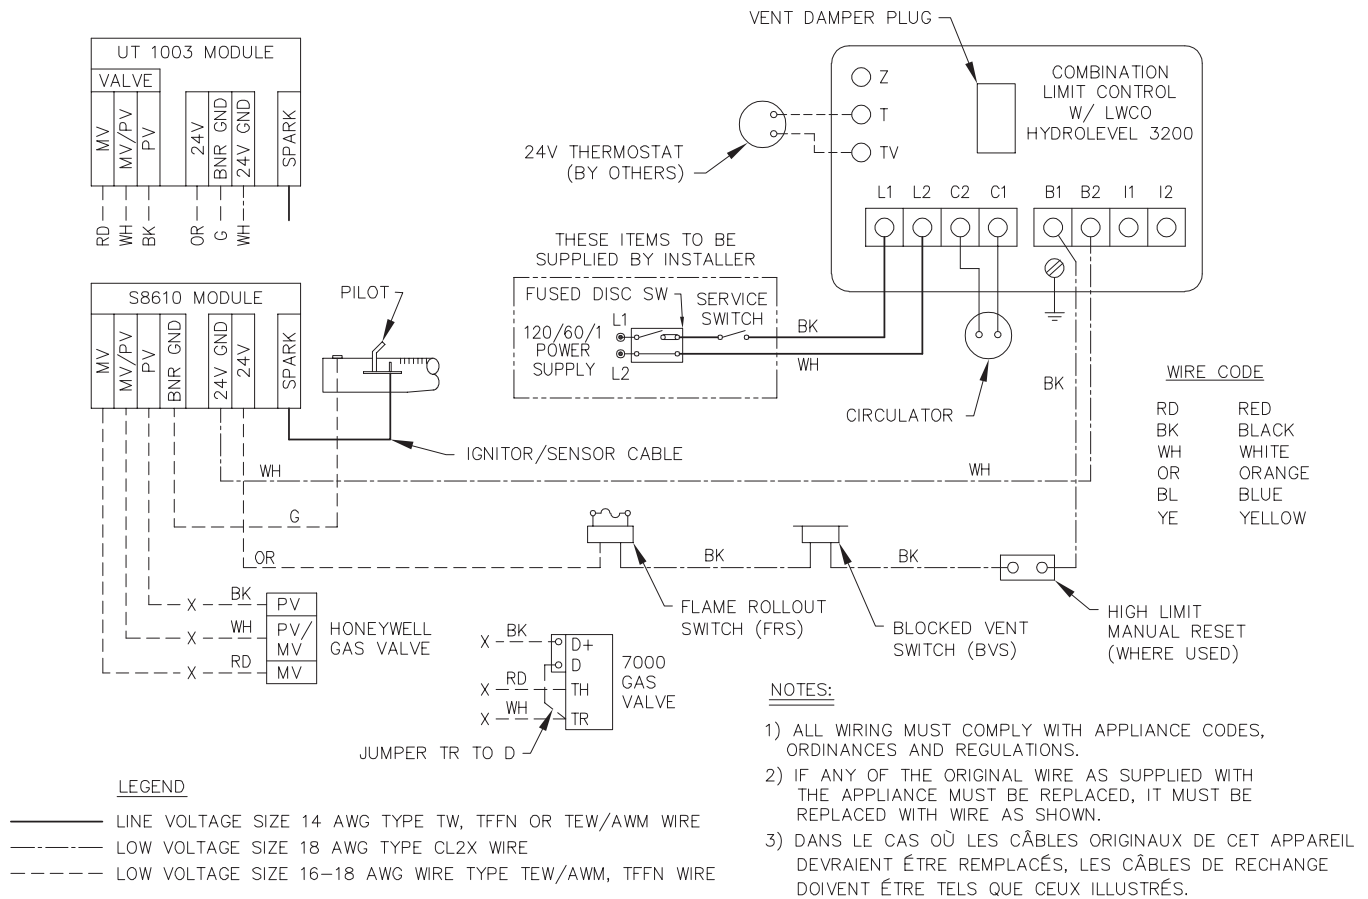 VENT DAMPER PLUG
UT 1003 MODULE
VALVE
MV
MV/PV
PV
24V
BNR GND
24V GND
SPARK
RD
WH
BK
OR
G
WH
Z
T
TV
COMBINATION
LIMIT CONTROL
W/ LWCO
HYDROLEVEL 3200
24V THERMOSTAT
(BY OTHERS)
L1
L2
C2
C1
B1
B2
I1
I2
THESE ITEMS TO BE
SUPPLIED BY INSTALLER
FUSED DISC SW
SERVICE
SWITCH
L1
120/60/1
POWER
SUPPLY
L2
BK
WH
S8610 MODULE
MV
MV/PV
PV
BNR GND
24V GND
24V
SPARK
PILOT
IGNITOR/SENSOR CABLE
CIRCULATOR
BK
WIRE CODE
RD RED
BK BLACK
WH WHITE
OR ORANGE
BL BLUE
YE YELLOW
WH
WH
G
OR
BK
BK
FLAME ROLLOUT
SWITCH (FRS)
BLOCKED VENT
SWITCH (BVS)
HIGH LIMIT
MANUAL RESET
(WHERE USED)
X BK PV
X WH PV/
MV
X RD MV
HONEYWELL
GAS VALVE
X BK D+
D
X RD TH
X WH TR
7000
GAS
VALVE
JUMPER TR TO D
NOTES:
1) ALL WIRING MUST COMPLY WITH APPLIANCE CODES,
ORDINANCES AND REGULATIONS.
2) IF ANY OF THE ORIGINAL WIRE AS SUPPLIED WITH
THE APPLIANCE MUST BE REPLACED, IT MUST BE
REPLACED WITH WIRE AS SHOWN.
3) DANS LE CAS OÙ LES CÂBLES ORIGINAUX DE CET APPAREIL
DEVRAIENT ÉTRE REMPLACÉS, LES CÂBLES DE RECHANGE
DOIVENT ÉTRE TELS QUE CEUX ILLUSTRÉS.
LEGEND
LINE VOLTAGE SIZE 14 AWG TYPE TW, TFFN OR TEW/AWM WIRE
LOW VOLTAGE SIZE 18 AWG TYPE CL2X WIRE
LOW VOLTAGE SIZE 16-18 AWG WIRE TYPE TEW/AWM, TFFN WIRE